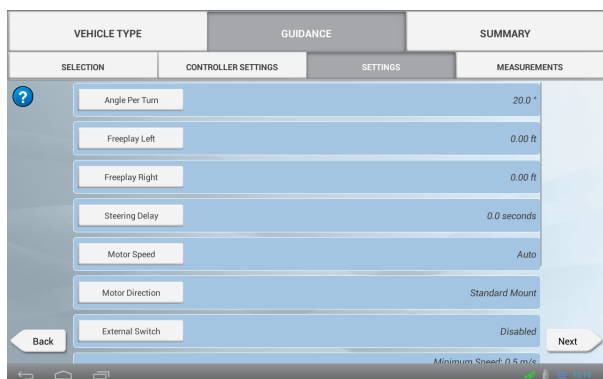 VEHICLE TYPE GUIDANCE SUMMARY
SELECTION CONTROLLER SETTINGS SETTINGS MEASUREMENTS
?
Angle Per Turn 20.0 °
Freeplay Left 0.00 ft
Freeplay Right 0.00 ft
Steering Delay 0.0 seconds
Motor Speed Auto
Motor Direction Standard Mount
External Switch Disabled
Back Next
Minimum Speed: 0.5 m/s